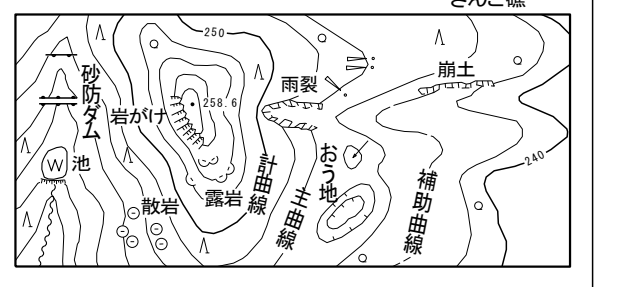 さんご礁
250
砂防ダム
岩がけ
258.6
雨裂
崩土
W
池
計曲線
主曲線
おう地
補助曲線
240
散岩
露岩